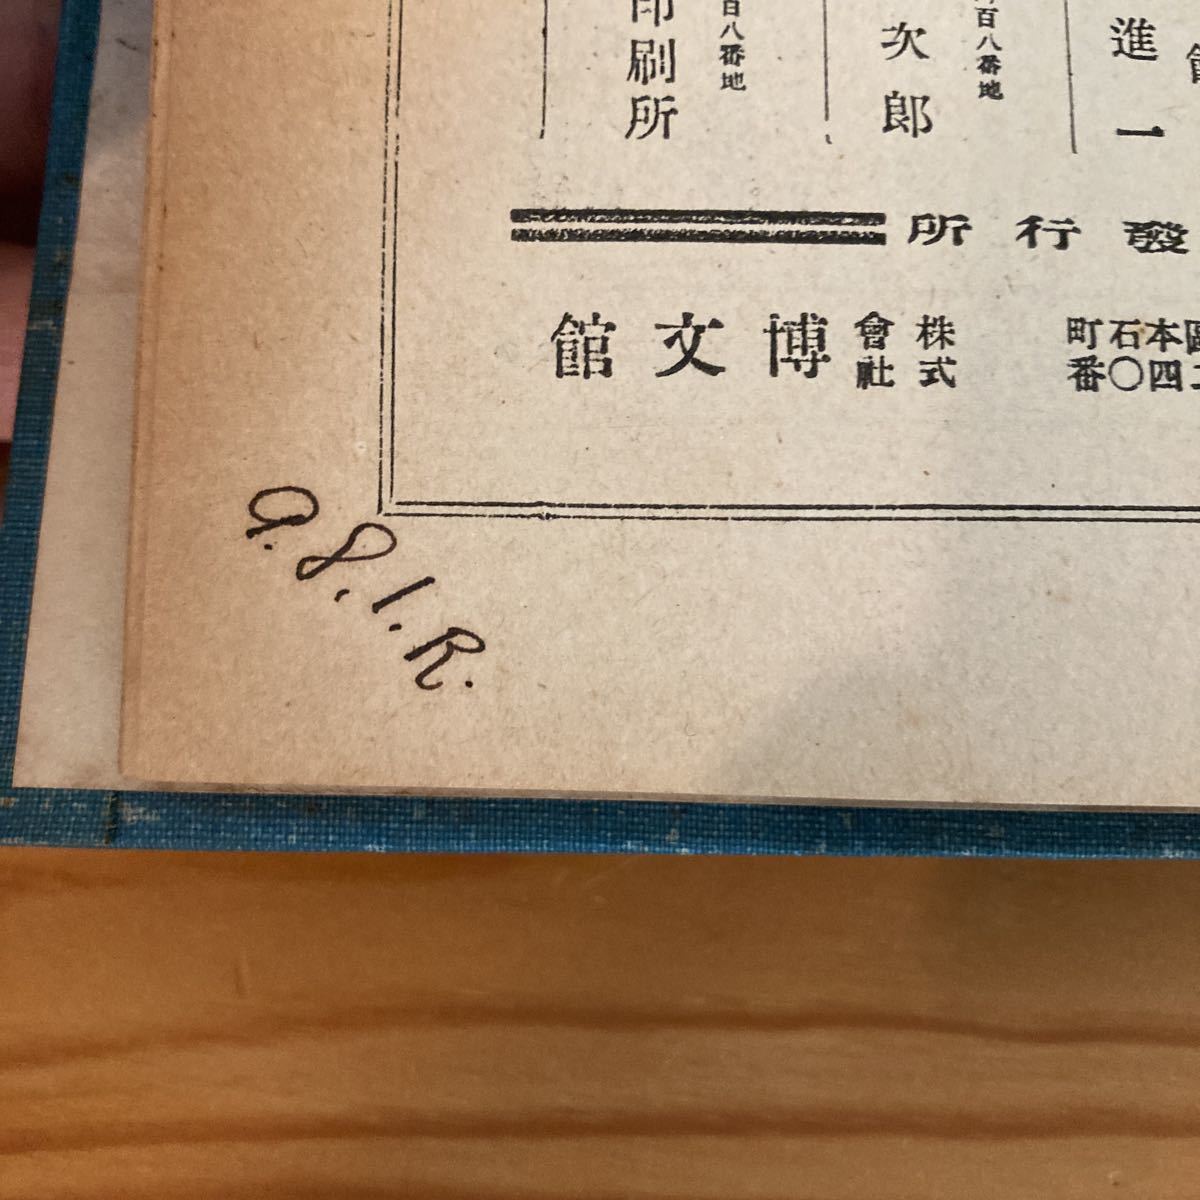 進一
百八番地
次郎
百八番地
印刷所
發行所
町石本區
番〇四
株式
會社
博文館
a.8.1.R.